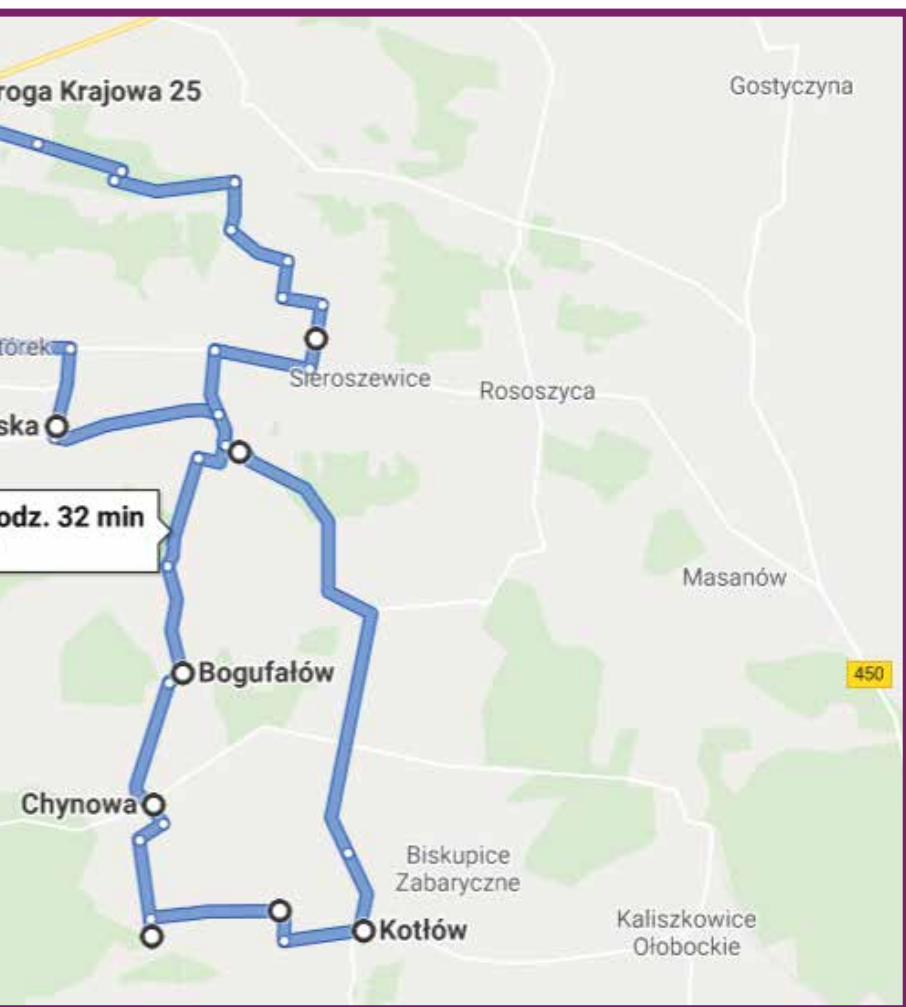 Gostyczyna
roga Krajowa 25
tórek
Sieroszewice
Rososzyca
ska
odz. 32 min
Masanów
Bogufałów
450
Chynowa
Biskupice
Zabaryczne
Kotłów
Kaliszkowice
Ołobockie